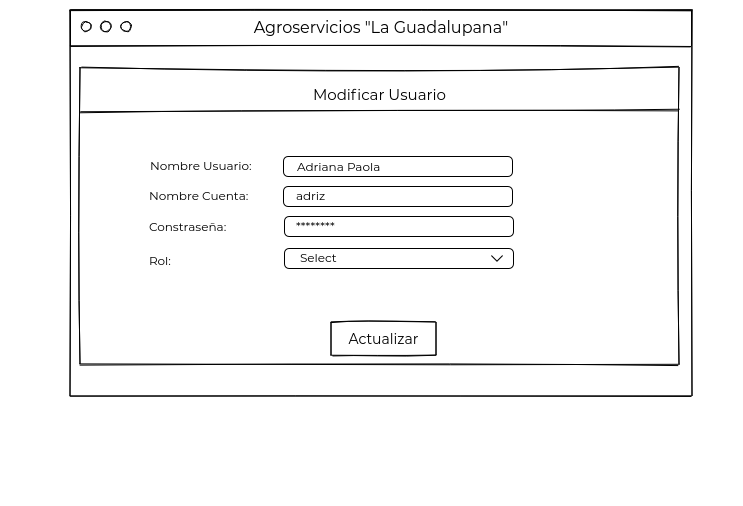 Agroservicios "La Guadalupana"
Modificar Usuario
Nombre Usuario: Adriana Paola
Nombre Cuenta: adriz
Constraseña: ********
Rol: Select
Actualizar